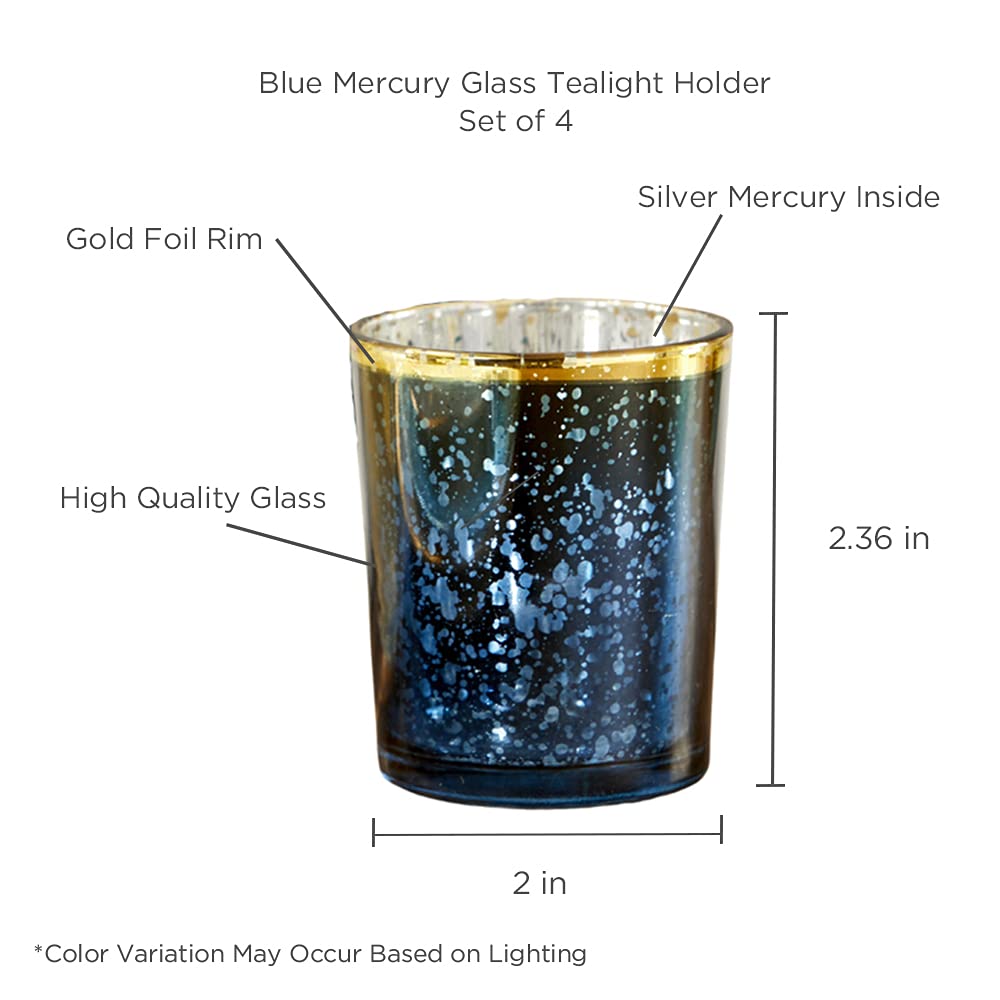 Blue Mercury Glass Tealight Holder
Set of 4
Silver Mercury Inside
Gold Foil Rim
High Quality Glass
2.36 in
2 in
*Color Variation May Occur Based on Lighting